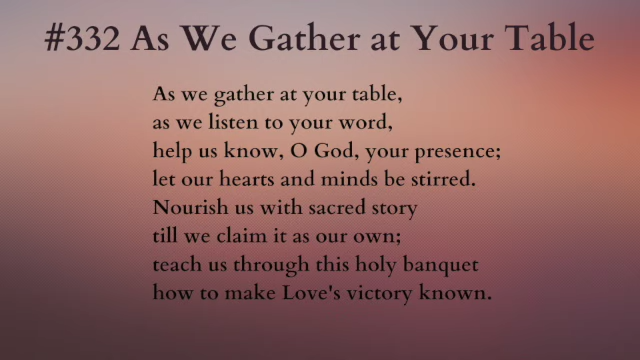 #332 As We Gather at Your Table
As we gather at your table,
as we listen to your word,
help us know, O God, your presence;
let our hearts and minds be stirred.
Nourish us with sacred story
till we claim it as our own;
teach us through this holy banquet
how to make Love's victory known.